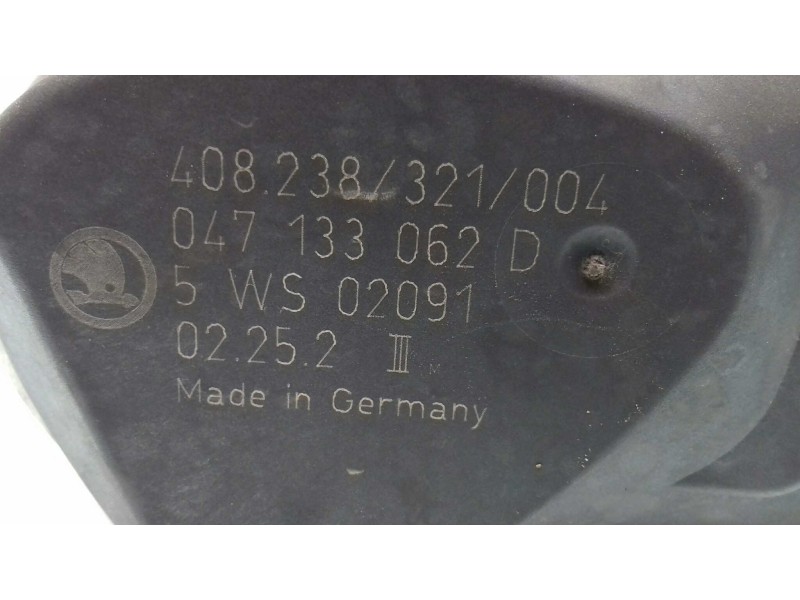 408.238/321/004
047 133 062 D
5 WS 02091
02.25.2 III M
Made in Germany